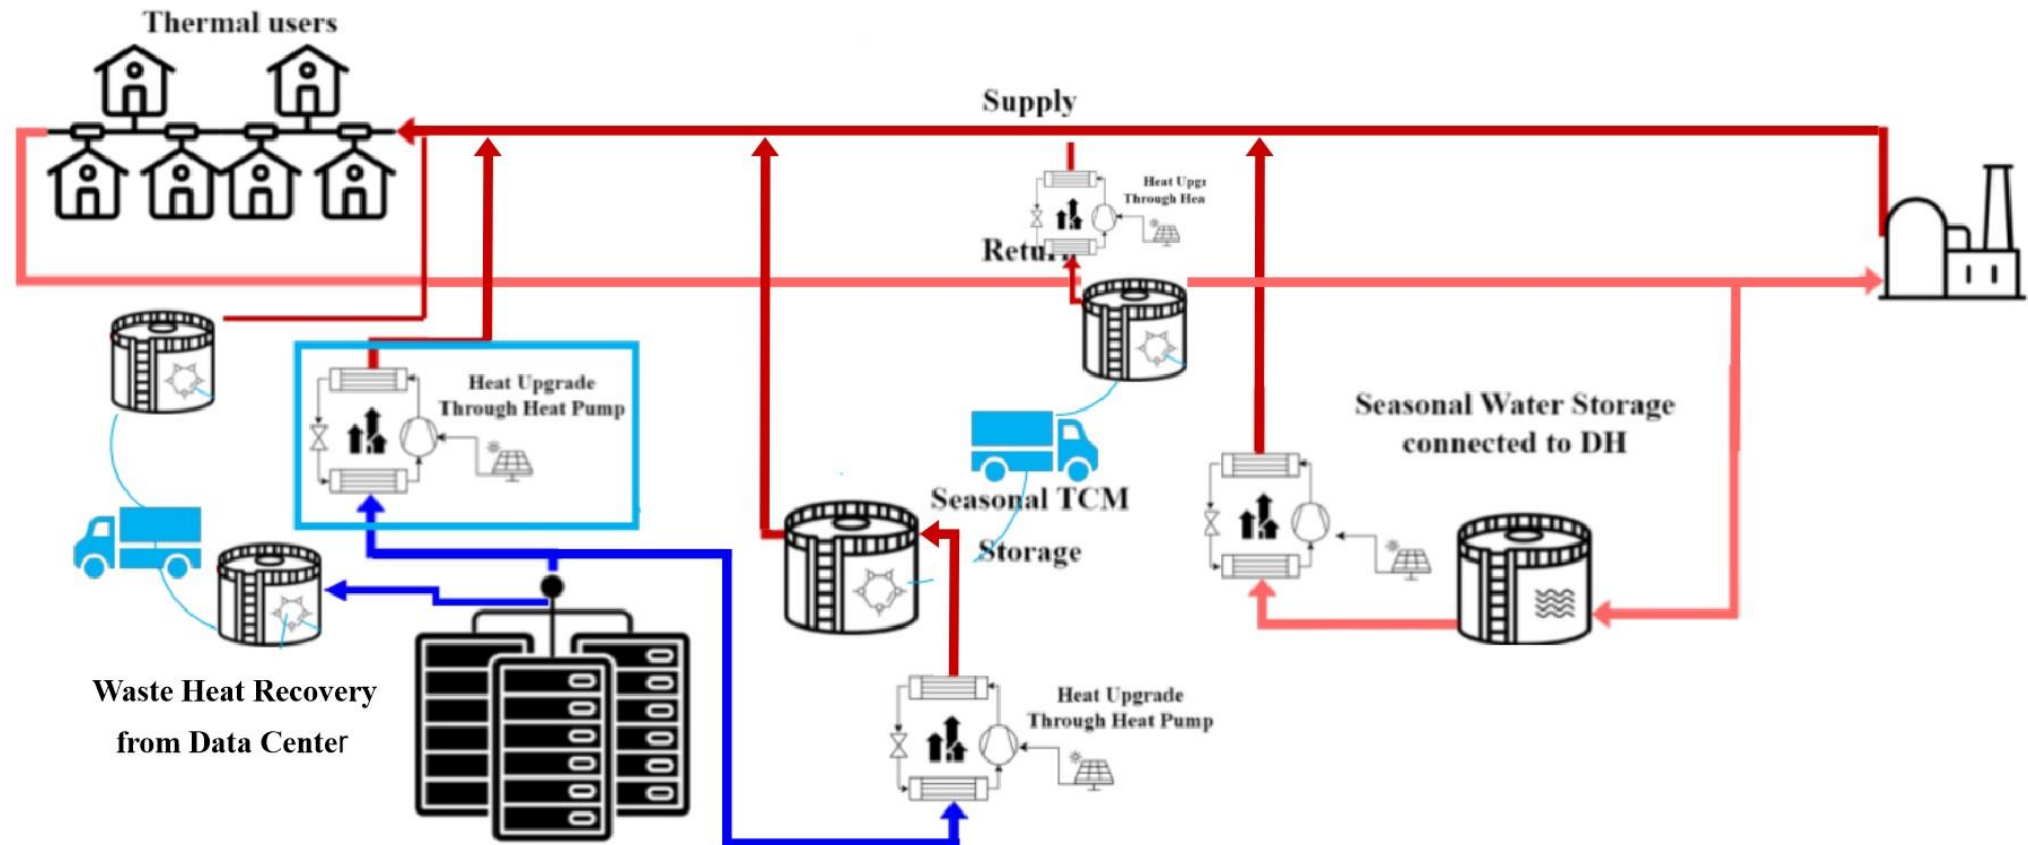 Thermal users
Supply
Heat Upgr
Through Hea
Return
Heat Upgrade
Through Heat Pump
Seasonal Water Storage
connected to DH
Seasonal TCM
Storage
Waste Heat Recovery
from Data Center
Heat Upgrade
Through Heat Pump